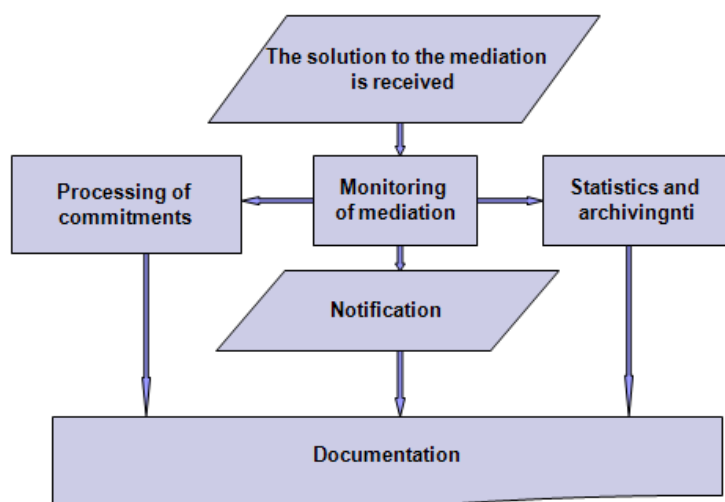 The solution to the mediation
is received
Processing of
commitments
Monitoring
of mediation
Statistics and
archivingnti
Notification
Documentation